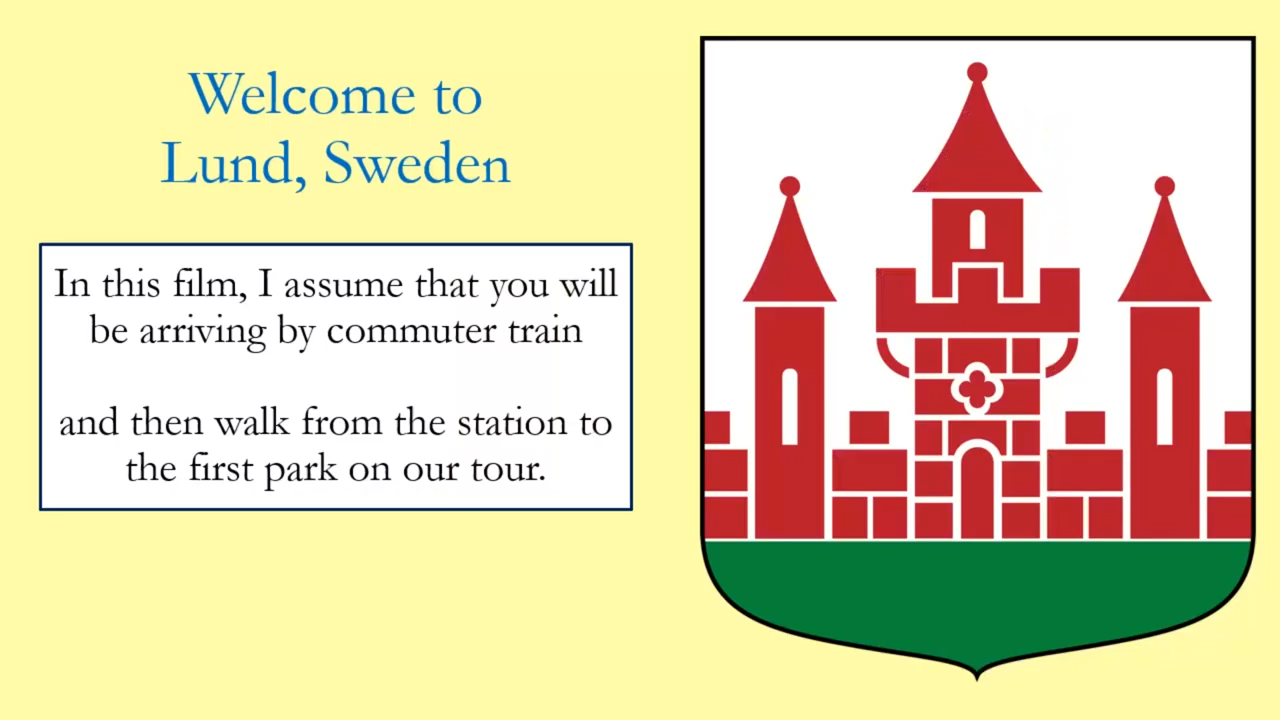 Welcome to
Lund, Sweden
In this film, I assume that you will
be arriving by commuter train
and then walk from the station to
the first park on our tour.